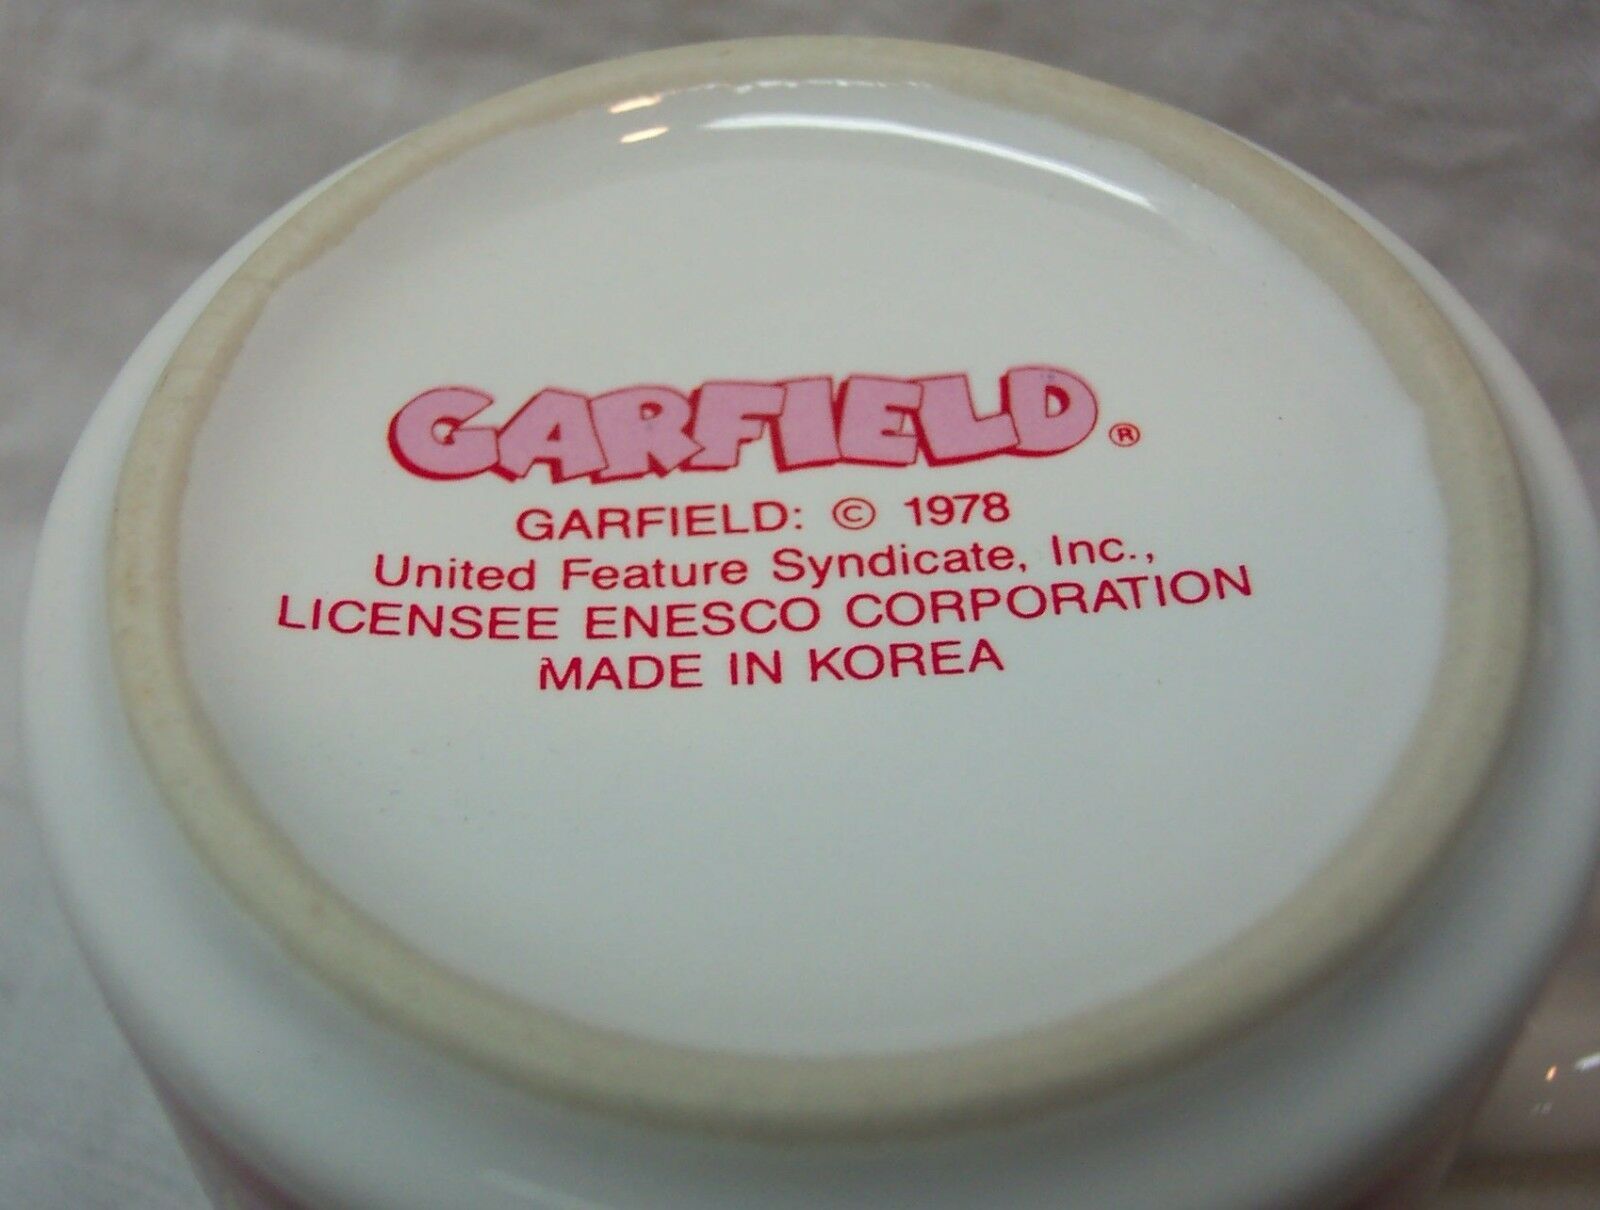 GARFIELD®
GARFIELD: © 1978
United Feature Syndicate, Inc.,
LICENSEE ENESCO CORPORATION
MADE IN KOREA